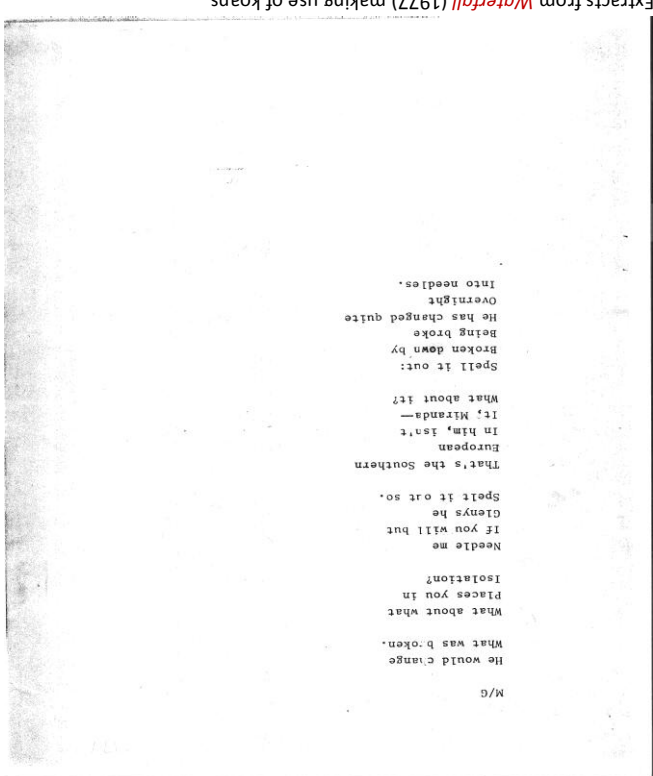 M/G
He would change
What was broken.
What about what
Places you in
Isolation?
Needle me
If you will but
Glenys he
Spelt it out so.
That's the Southern
European
In him, isn't
It, Miranda—
What about it?
Spell it out:
Broken down by
Being broke
He has changed quite
Overnight
Into needles.
Extracts from Waterfall (1977) making use of koans